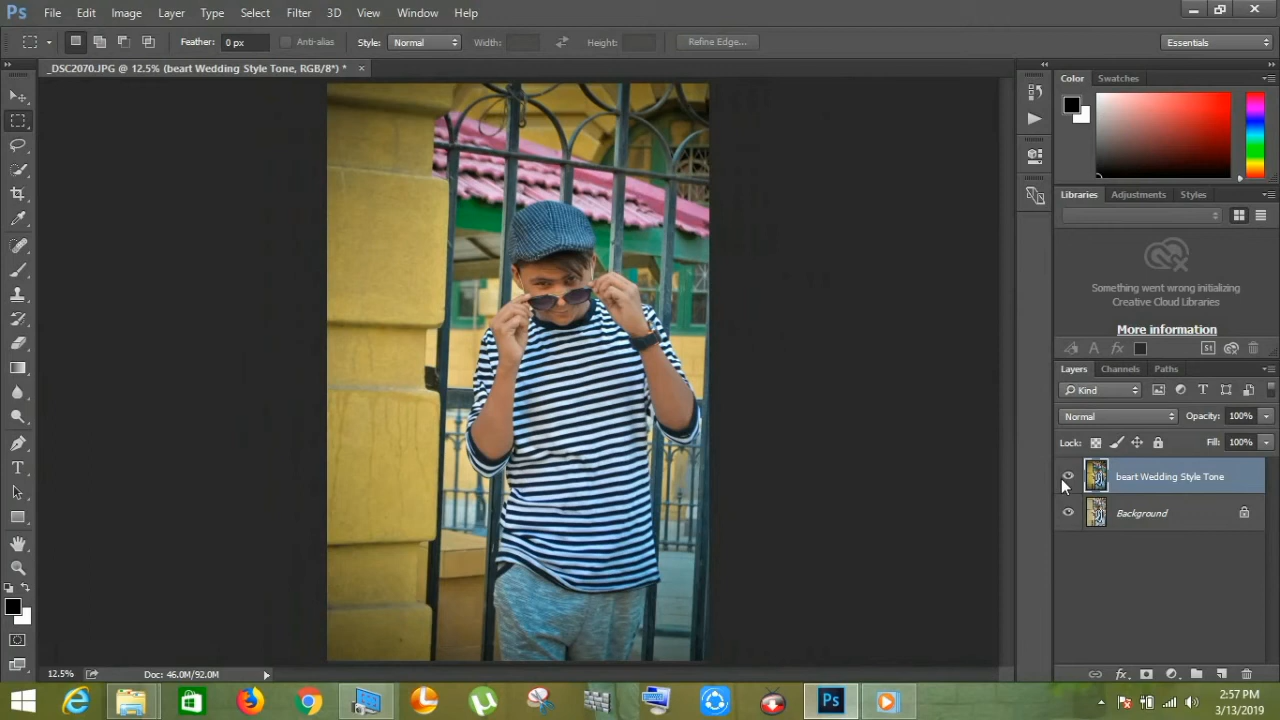 Ps File Edit Image Layer Type Select Filter 3D View Window Help
Feather: 0 px Anti-alias Style: Normal Width: Height: Refine Edge... Essentials
_DSC2070.JPG @ 12.5% (beart Wedding Style Tone, RGB/8*) *
Color Swatches
Libraries Adjustments Styles
Something went wrong initializing
Creative Cloud Libraries
More information
St
Layers Channels Paths
Kind
Normal Opacity: 100%
Lock: Fill: 100%
beart Wedding Style Tone
Background
12.5% Doc: 46.0M/92.0M
Ps
2:57 PM
3/13/2019